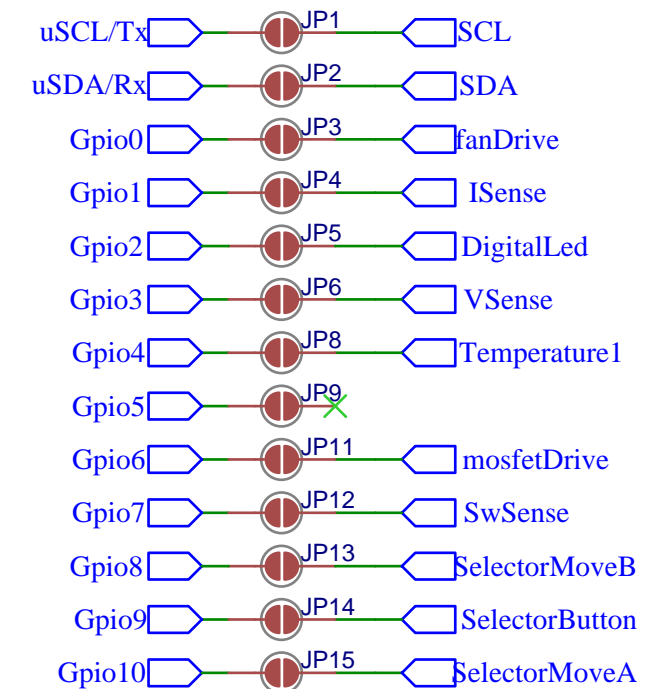 uSCL/Tx JP1 SCL
uSDA/Rx JP2 SDA
Gpio0 JP3 fanDrive
Gpio1 JP4 ISense
Gpio2 JP5 DigitalLed
Gpio3 JP6 VSense
Gpio4 JP8 Temperature1
Gpio5 JP9
Gpio6 JP11 mosfetDrive
Gpio7 JP12 SwSense
Gpio8 JP13 SelectorMoveB
Gpio9 JP14 SelectorButton
Gpio10 JP15 SelectorMoveA